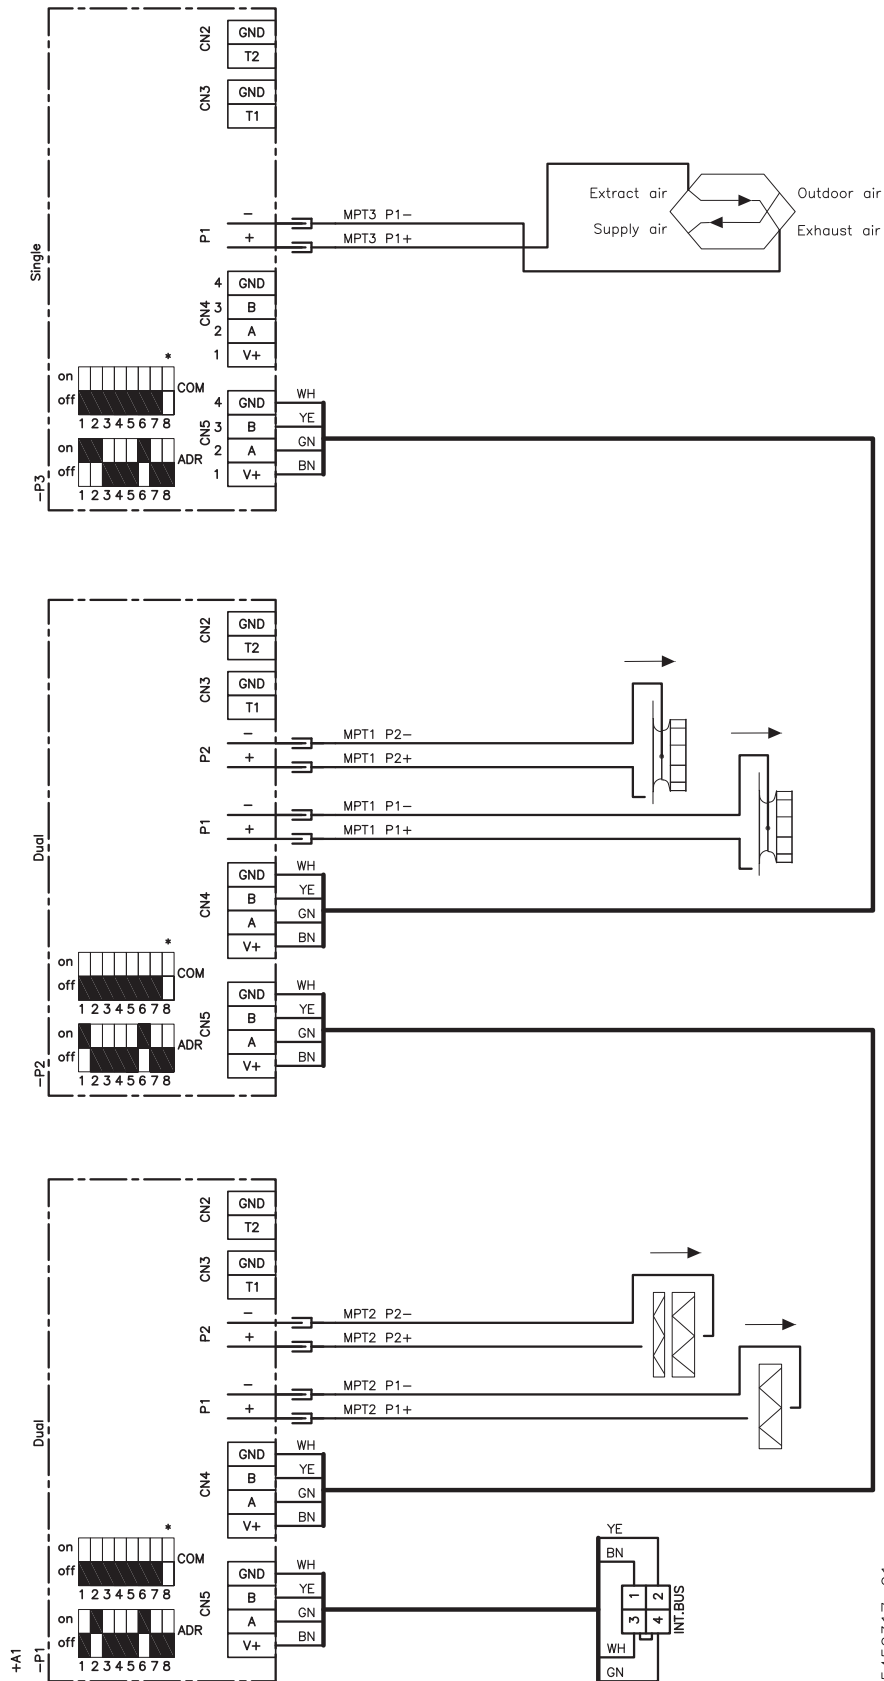 Single
-P3
CN2
GND
T2
CN3
GND
T1
P1
-
+
MPT3 P1-
MPT3 P1+
Extract air
Outdoor air
Supply air
Exhaust air
CN4
4 GND
3 B
2 A
1 V+
*
on
off
COM
1 2 3 4 5 6 7 8
on
off
ADR
1 2 3 4 5 6 7 8
CN5
4 GND WH
3 B YE
2 A GN
1 V+ BN
Dual
-P2
CN2
GND
T2
CN3
GND
T1
P2
- MPT1 P2-
+ MPT1 P2+
P1
- MPT1 P1-
+ MPT1 P1+
CN4
GND WH
B YE
A GN
V+ BN
*
on
off
COM
1 2 3 4 5 6 7 8
on
off
ADR
1 2 3 4 5 6 7 8
CN5
GND WH
B YE
A GN
V+ BN
Dual
+A1
-P1
CN2
GND
T2
CN3
GND
T1
P2
- MPT2 P2-
+ MPT2 P2+
P1
- MPT2 P1-
+ MPT2 P1+
CN4
GND WH
B YE
A GN
V+ BN
*
on
off
COM
1 2 3 4 5 6 7 8
on
off
ADR
1 2 3 4 5 6 7 8
CN5
GND WH
B YE
A GN
V+ BN
YE
BN
1 2
3 4
INT.BUS
WH
GN